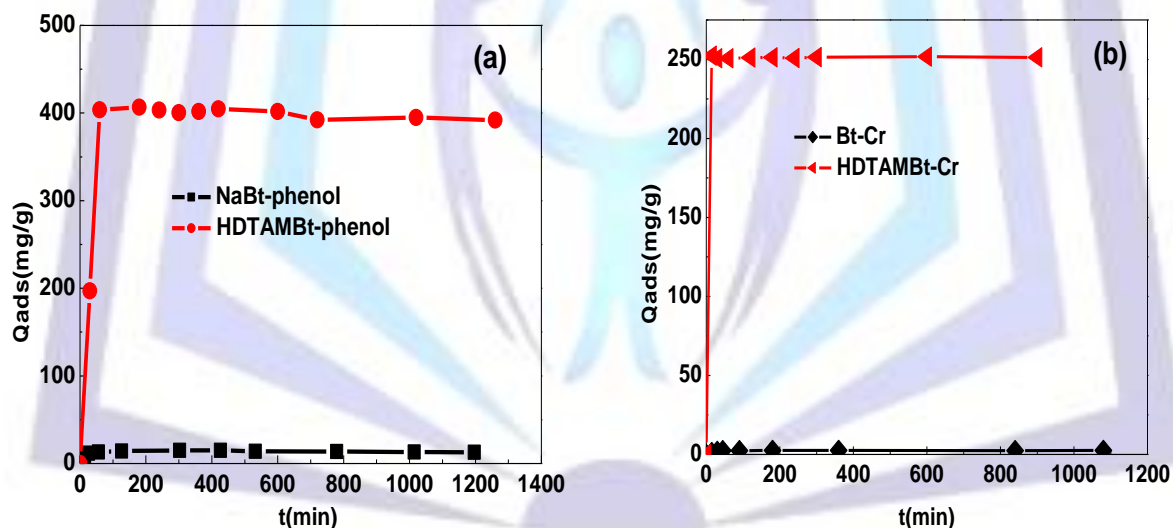 (a)
500
400
300
200
100
0
Qads(mg/g)
NaBt-phenol
HDTAMBt-phenol
0 200 400 600 800 1000 1200 1400
t(min)
(b)
250
200
150
100
50
0
Qads(mg/g)
Bt-Cr
HDTAMBt-Cr
0 200 400 600 800 1000 1200
t(min)